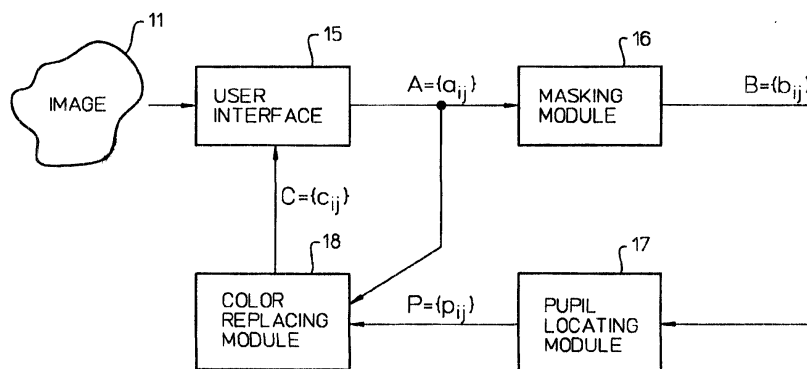 11
15
16
IMAGE
USER
INTERFACE
A={aij}
MASKING
MODULE
B={bij}
C={cij}
18
17
COLOR
REPLACING
MODULE
P={pij}
PUPIL
LOCATING
MODULE